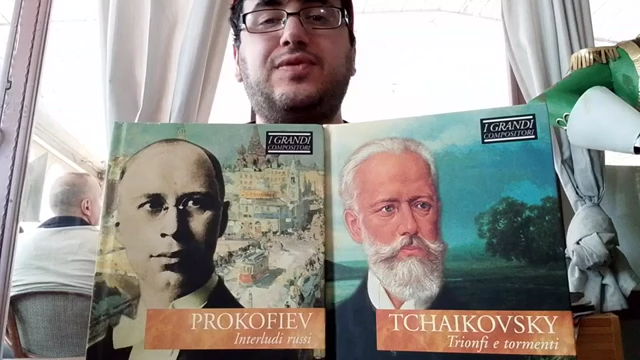 I GRANDI
COMPOSITORI
PROKOFIEV
Interludi russi
I GRANDI
COMPOSITORI
TCHAIKOVSKY
Trionfi e tormenti